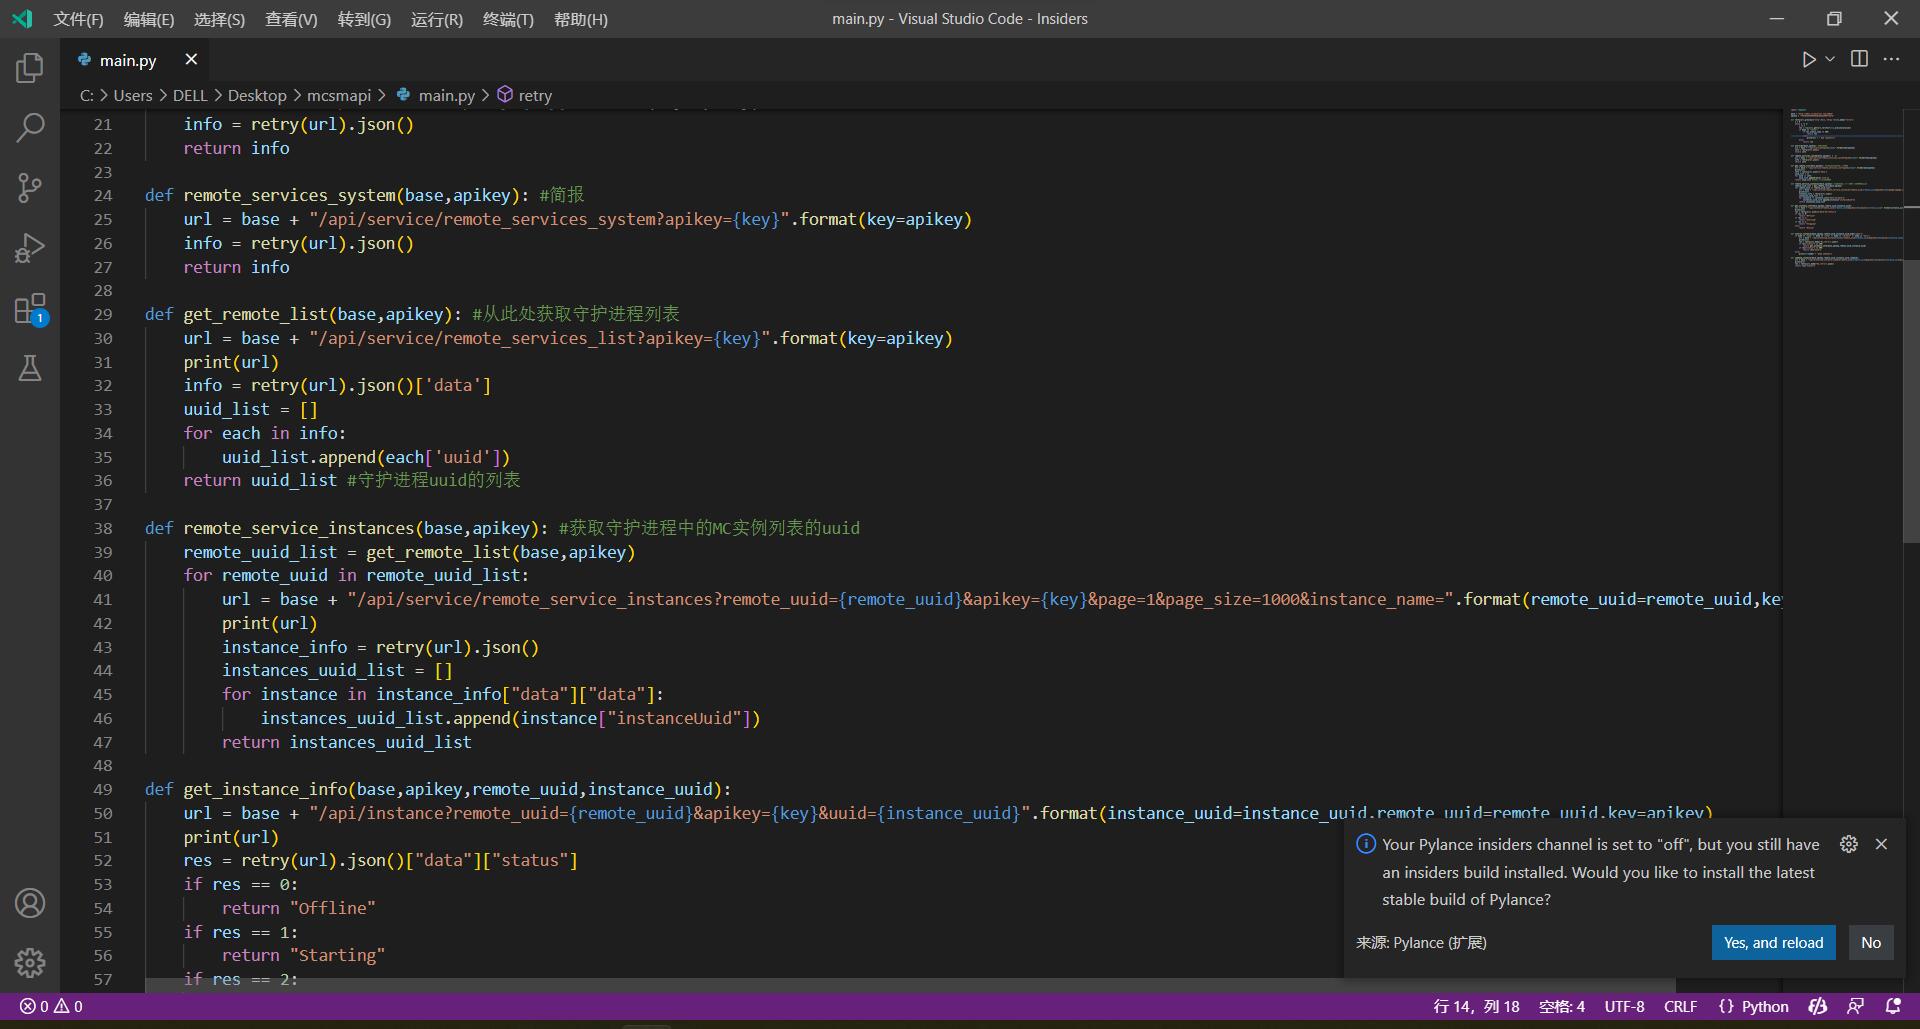 文件(F) 编辑(E) 选择(S) 查看(V) 转到(G) 运行(R) 终端(T) 帮助(H) main.py - Visual Studio Code - Insiders
main.py
C: > Users > DELL > Desktop > mcsmapi > main.py > retry
21 info = retry(url).json()
22 return info
23
24 def remote_services_system(base,apikey): #简报
25 url = base + "/api/service/remote_services_system?apikey={key}".format(key=apikey)
26 info = retry(url).json()
27 return info
28
29 def get_remote_list(base,apikey): #从此处获取守护进程列表
30 url = base + "/api/service/remote_services_list?apikey={key}".format(key=apikey)
31 print(url)
32 info = retry(url).json()['data']
33 uuid_list = []
34 for each in info:
35 uuid_list.append(each['uuid'])
36 return uuid_list #守护进程uuid的列表
37
38 def remote_service_instances(base,apikey): #获取守护进程中的MC实例列表的uuid
39 remote_uuid_list = get_remote_list(base,apikey)
40 for remote_uuid in remote_uuid_list:
41 url = base + "/api/service/remote_service_instances?remote_uuid={remote_uuid}&apikey={key}&page=1&page_size=1000&instance_name=".format(remote_uuid=remote_uuid,ke
42 print(url)
43 instance_info = retry(url).json()
44 instances_uuid_list = []
45 for instance in instance_info["data"]["data"]:
46 instances_uuid_list.append(instance["instanceUuid"])
47 return instances_uuid_list
48
49 def get_instance_info(base,apikey,remote_uuid,instance_uuid):
50 url = base + "/api/instance?remote_uuid={remote_uuid}&apikey={key}&uuid={instance_uuid}".format(instance_uuid=instance_uuid,remote_uuid=remote_uuid,key=apikey)
51 print(url)
52 res = retry(url).json()["data"]["status"]
53 if res == 0:
54 return "Offline"
55 if res == 1:
56 return "Starting"
57 if res == 2:
1
Your Pylance insiders channel is set to "off", but you still have
an insiders build installed. Would you like to install the latest
stable build of Pylance?
来源: Pylance (扩展) Yes, and reload No
0 0 行 14，列 18 空格: 4 UTF-8 CRLF {} Python